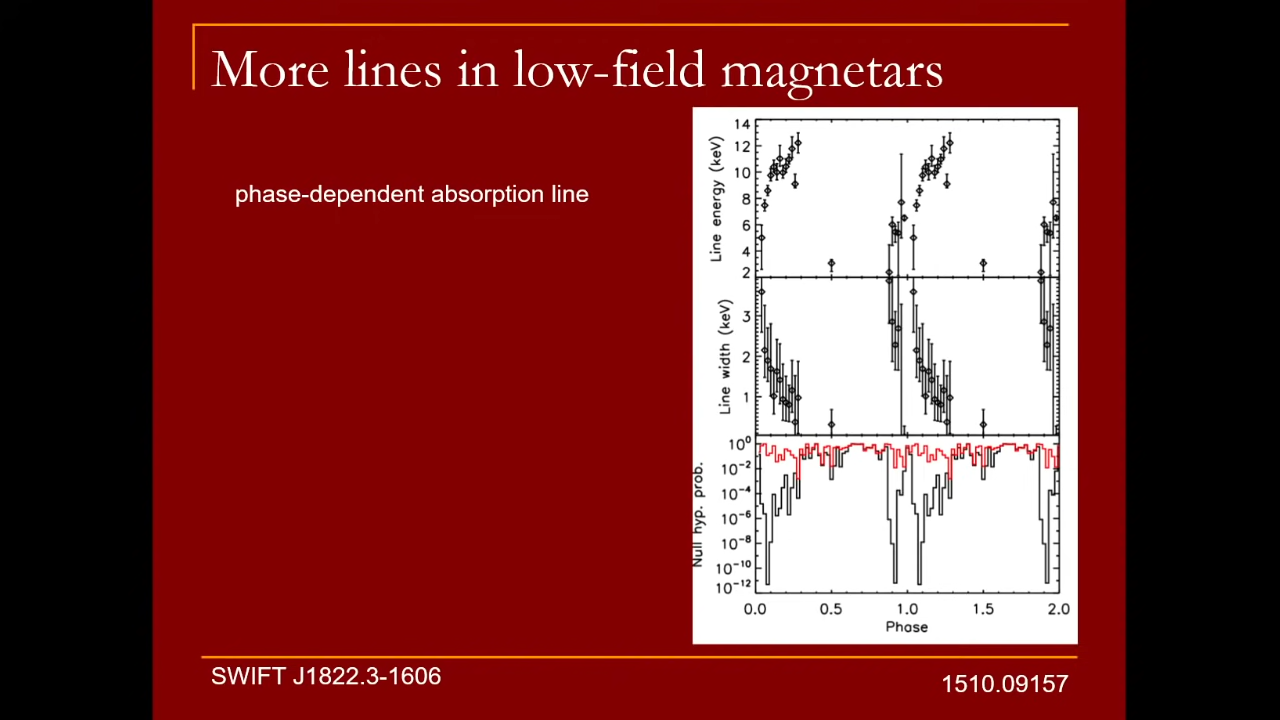 More lines in low-field magnetars
phase-dependent absorption line
Line energy (keV)
14
12
10
8
6
4
2
Line width (keV)
3
2
1
Null hyp. prob.
10⁰
10⁻²
10⁻⁴
10⁻⁶
10⁻⁸
10⁻¹⁰
10⁻¹²
0.0 0.5 1.0 1.5 2.0
Phase
SWIFT J1822.3-1606
1510.09157